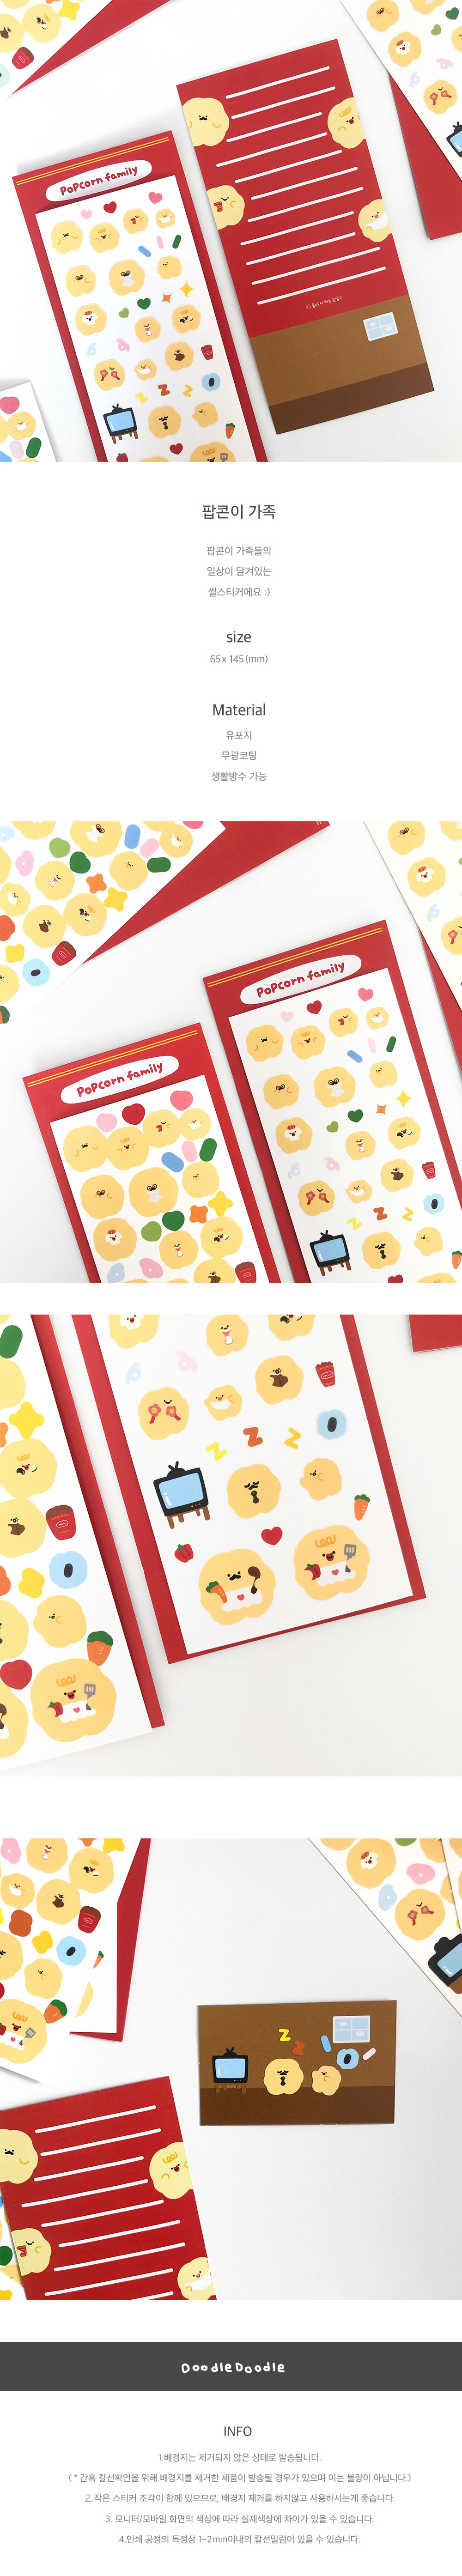 Popcorn family
팝콘이 가족
팝콘이 가족들의
일상이 담겨있는
씰스티커에요 :)
size
65x 145(mm)
Material
유포지
무광코팅
생활방수 가능
Popcorn family
Popcorn family
DoodleDoodle
INFO
1.배경지는 제거되지 않은 상태로 발송됩니다.
( * 간혹 칼선확인을 위해 배경지를 제거한 제품이 발송될 경우가 있으며 이는 불량이 아닙니다.)
2.작은 스티커 조각이 함께 있으므로, 배경지 제거를 하지않고 사용하시는게 좋습니다.
3. 모니터/모바일 화면의 색상에 따라 실제색상에 차이가 있을 수 있습니다.
4.인쇄 공정의 특정상 1~2mm이내의 칼선밀림이 있을 수 있습니다.